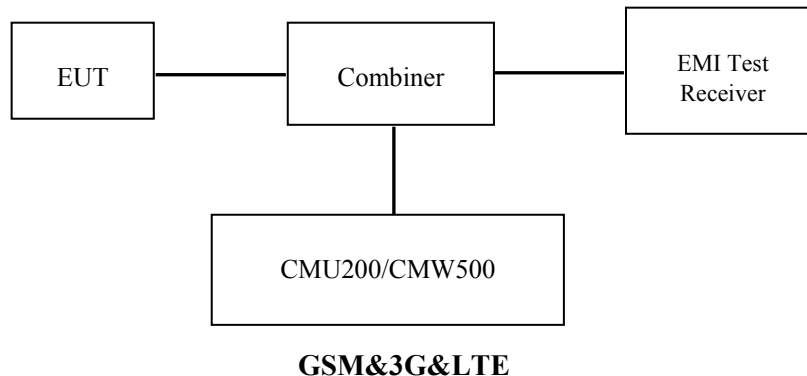 EUT
Combiner
EMI Test
Receiver
CMU200/CMW500
GSM&3G&LTE